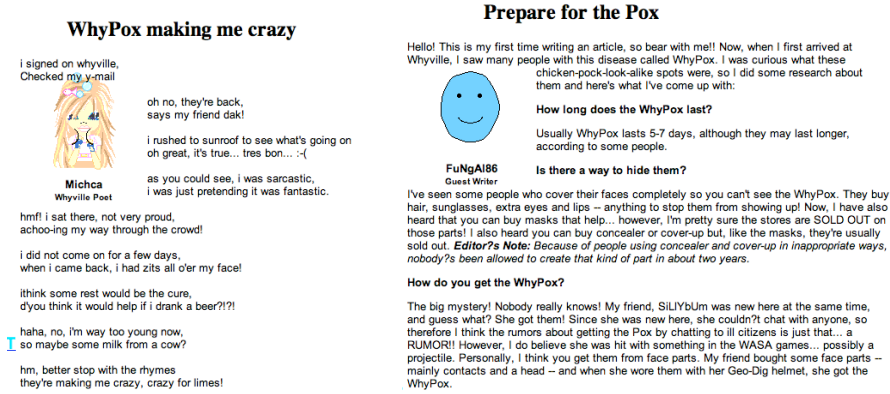 WhyPox making me crazy
i signed on whyville,
Checked my y-mail
oh no, they're back,
says my friend dak!
i rushed to sunroof to see what's going on
oh great, it's true... tres bon... :-(
as you could see, i was sarcastic,
i was just pretending it was fantastic.
Michca
Whyville Poet
hmf! i sat there, not very proud,
achoo-ing my way through the crowd!
i did not come on for a few days,
when i came back, i had zits all o'er my face!
ithink some rest would be the cure,
d'you think it would help if i drank a beer?!?!
haha, no, i'm way too young now,
T so maybe some milk from a cow?
hm, better stop with the rhymes
they're making me crazy, crazy for limes!
Prepare for the Pox
Hello! This is my first time writing an article, so bear with me!! Now, when I first arrived at
Whyville, I saw many people with this disease called WhyPox. I was curious what these
chicken-pock-look-alike spots were, so I did some research about
them and here's what I've come up with:
How long does the WhyPox last?
Usually WhyPox lasts 5-7 days, although they may last longer,
according to some people.
FuNgAl86
Guest Writer
Is there a way to hide them?
I've seen some people who cover their faces completely so you can't see the WhyPox. They buy
hair, sunglasses, extra eyes and lips -- anything to stop them from showing up! Now, I have also
heard that you can buy masks that help... however, I'm pretty sure the stores are SOLD OUT on
those parts! I also heard you can buy concealer or cover-up but, like the masks, they're usually
sold out. Editor?s Note: Because of people using concealer and cover-up in inappropriate ways,
nobody?s been allowed to create that kind of part in about two years.
How do you get the WhyPox?
The big mystery! Nobody really knows! My friend, SiLlYbUm was new here at the same time,
and guess what? She got them! Since she was new here, she couldn?t chat with anyone, so
therefore I think the rumors about getting the Pox by chatting to ill citizens is just that... a
RUMOR!! However, I do believe she was hit with something in the WASA games... possibly a
projectile. Personally, I think you get them from face parts. My friend bought some face parts --
mainly contacts and a head -- and when she wore them with her Geo-Dig helmet, she got the
WhyPox.